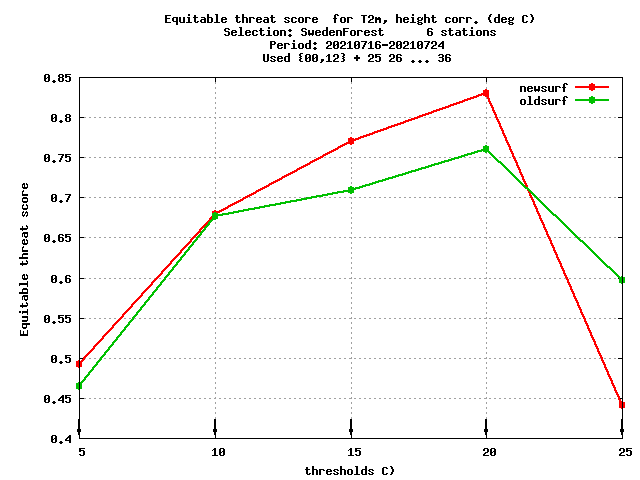 Equitable threat score  for T2m, height corr. (deg C)
Selection: SwedenForest      6 stations
Period: 20210716-20210724
Used {00,12} + 25 26 ... 36
newsurf
oldsurf
0.85
0.8
0.75
0.7
0.65
0.6
0.55
0.5
0.45
0.4
Equitable threat score
5
10
15
20
25
thresholds C)